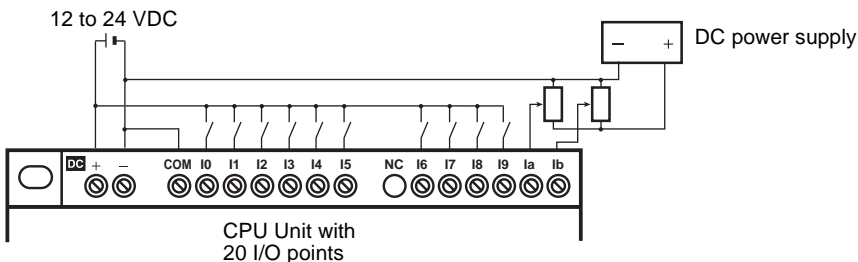 12 to 24 VDC
− +
DC power supply
DC + − COM I0 I1 I2 I3 I4 I5 NC I6 I7 I8 I9 Ia Ib
CPU Unit with
20 I/O points